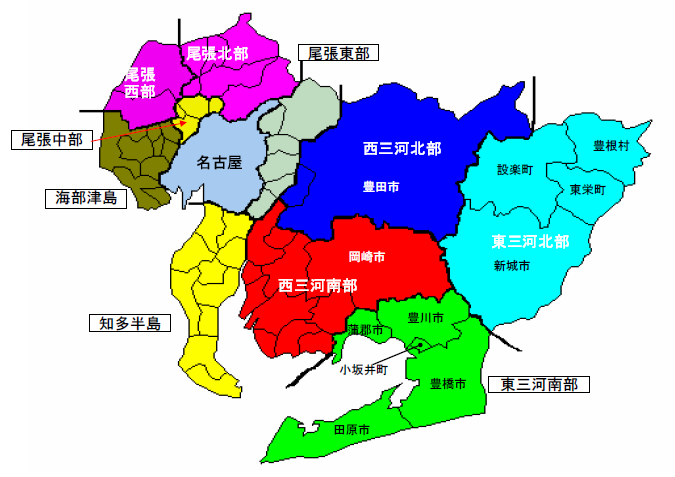 尾張北部
尾張東部
尾張
西部
尾張中部
名古屋
西三河北部
豊根村
設楽町
豊田市
東栄町
海部津島
東三河北部
岡崎市
新城市
西三河南部
知多半島
豊川市
蒲郡市
小坂井町
豊橋市
東三河南部
田原市